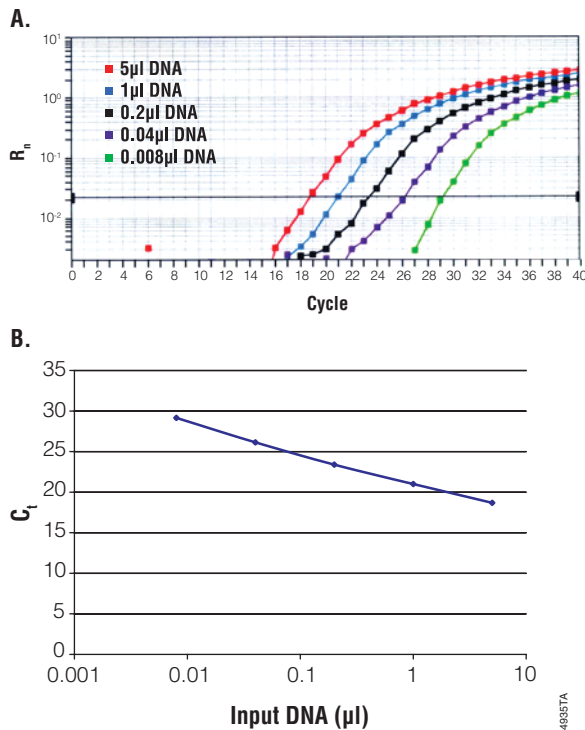 A.
10¹
10⁰
10⁻¹
10⁻²
Rn
5µl DNA
1µl DNA
0.2µl DNA
0.04µl DNA
0.008µl DNA
0 2 4 6 8 10 12 14 16 18 20 22 24 26 28 30 32 34 36 38 40
Cycle
B.
35
30
25
20
15
10
5
0
Ct
0.001 0.01 0.1 1 10
Input DNA (µl)
4935TA